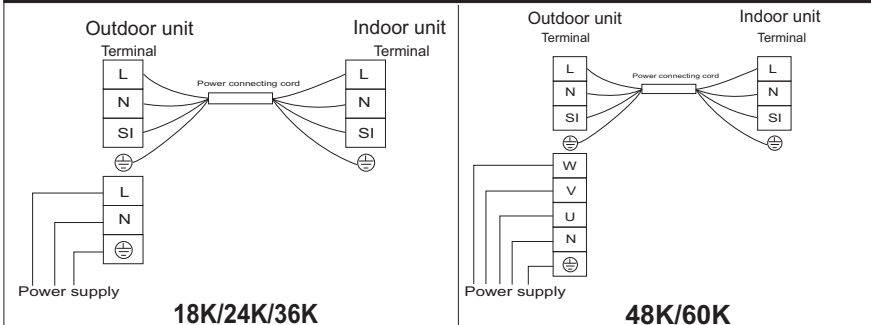 Outdoor unit
Terminal
L
N
SI
Power connecting cord
Indoor unit
Terminal
L
N
SI
L
N
Power supply
18K/24K/36K
Outdoor unit
Terminal
L
N
SI
Power connecting cord
Indoor unit
Terminal
L
N
SI
W
V
U
N
Power supply
48K/60K